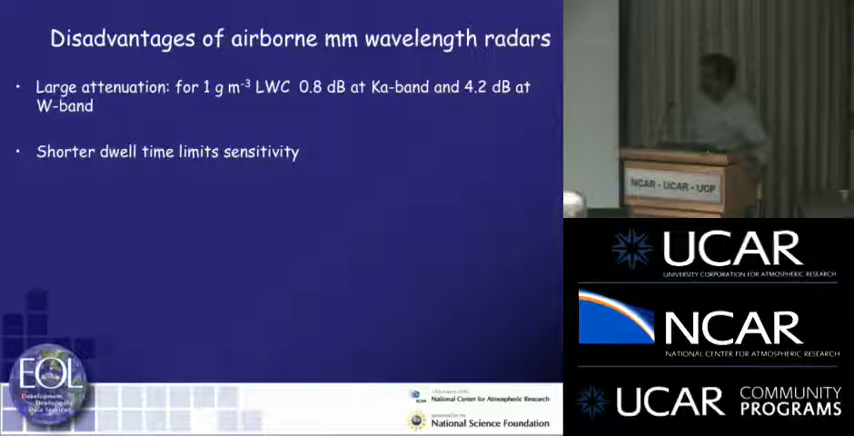 Disadvantages of airborne mm wavelength radars
• Large attenuation: for 1 g m-3 LWC 0.8 dB at Ka-band and 4.2 dB at
W-band
• Shorter dwell time limits sensitivity
NCAR - UCAR - UCP
UCAR
UNIVERSITY CORPORATION FOR ATMOSPHERIC RESEARCH
NCAR
NATIONAL CENTER FOR ATMOSPHERIC RESEARCH
UCAR COMMUNITY
PROGRAMS
EOL
National Center for Atmospheric Research
National Science Foundation